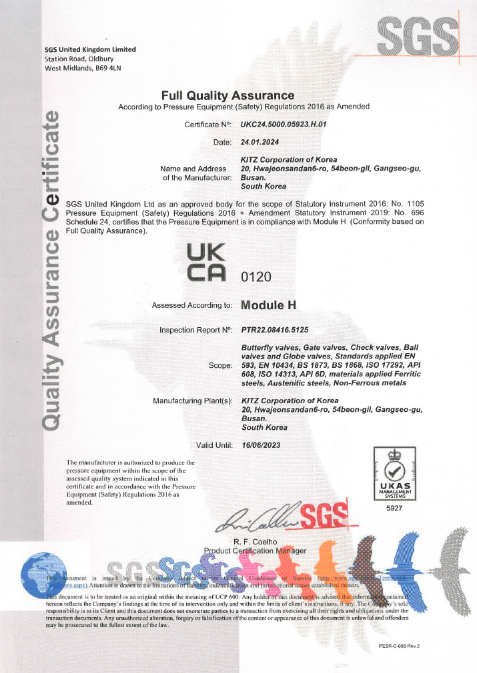 SGS United Kingdom Limited
Station Road, Oldbury
West Midlands, B69 4LN
SGS
Quality Assurance Certificate
Full Quality Assurance
According to Pressure Equipment (Safety) Regulations 2016 as Amended
Certificate Nº: UKC24.5000.05923.H.01
Date: 24.01.2024
Name and Address of the Manufacturer:
KITZ Corporation of Korea
20, Hwajeonsandan6-ro, 54beon-gil, Gangseo-gu,
Busan.
South Korea
SGS United Kingdom Ltd as an approved body for the scope of Statutory Instrument 2016: No. 1105
Pressure Equipment (Safety) Regulations 2016 + Amendment Statutory Instrument 2019: No. 696
Schedule 24, certifies that the Pressure Equipment is in compliance with Module H (Conformity based on
Full Quality Assurance).
UK
CA 0120
Assessed According to: Module H
Inspection Report Nº: PTR22.08416.5125
Scope:
Butterfly valves, Gate valves, Check valves, Ball
valves and Globe valves, Standards applied EN
593, EN 10434, BS 1873, BS 1868, ISO 17292, API
608, ISO 14313, API 6D, materials applied Ferritic
steels, Austenitic steels, Non-Ferrous metals
Manufacturing Plant(s): KITZ Corporation of Korea
20, Hwajeonsandan6-ro, 54beon-gil, Gangseo-gu,
Busan.
South Korea
Valid Until: 16/06/2023
The manufacturer is authorized to produce the
pressure equipment within the scope of the
assessed quality system indicated in this
certificate and in accordance with the Pressure
Equipment (Safety) Regulations 2016 as
amended.
UKAS
MANAGEMENT
SYSTEMS
5927
SGS
R. F. Coelho
Product Certification Manager
SGS SGS SGS
This document is issued by the Company subject to its General Conditions of Service
Attention is drawn to the limitations of liability, indemnification and jurisdictional issues established therein.
This document is to be treated as an original within the meaning of UCP 600. Any holder of this document is advised that information contained
hereon reflects the Company's findings at the time of its intervention only and within the limits of client's instructions, if any. The Company's sole
responsibility is to its Client and this document does not exonerate parties to a transaction from exercising all their rights and obligations under the
transaction documents. Any unauthorized alteration, forgery or falsification of the content or appearance of this document is unlawful and offenders
may be prosecuted to the fullest extent of the law.
PESR-C-000 Rev 2